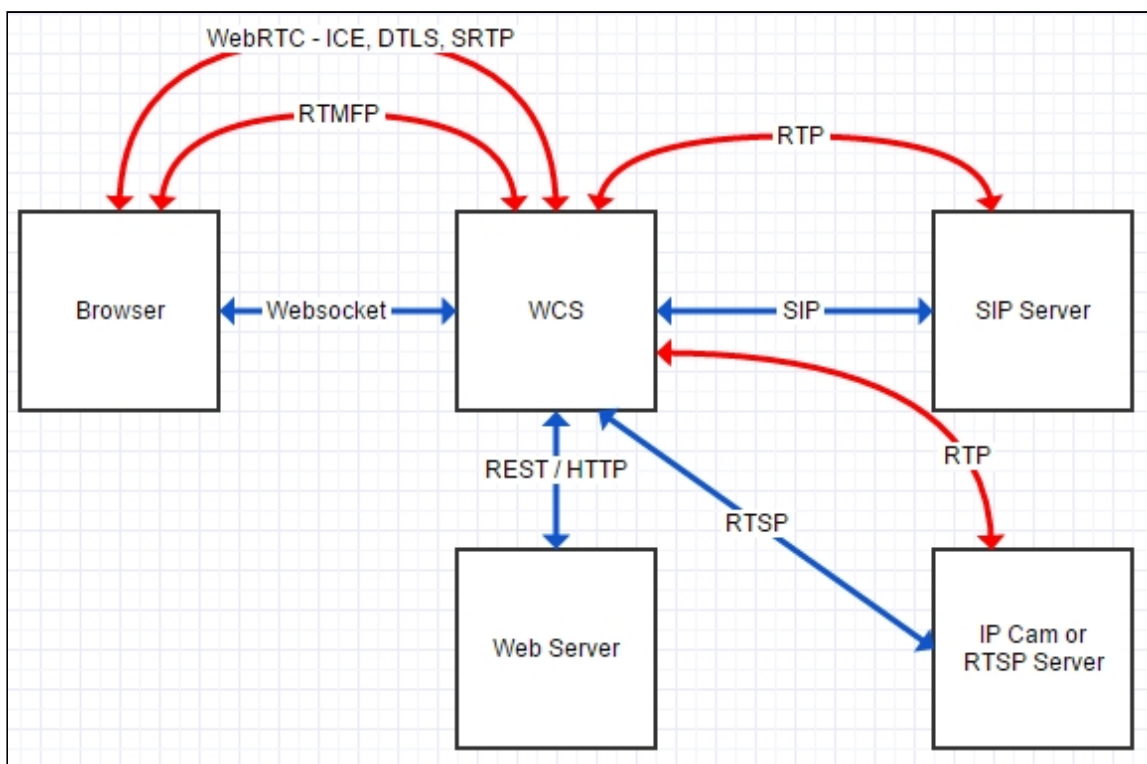 WebRTC - ICE, DTLS, SRTP
RTMFP
RTP
Browser
Websocket
WCS
SIP
SIP Server
REST / HTTP
RTP
RTSP
Web Server
IP Cam or
RTSP Server